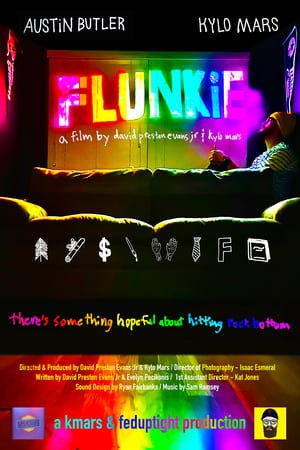 AUSTIN BUTLER KYLO MARS
FLUNKIE
a film by david preston evans, jr & kylo mars
$ F
there's something hopeful about hitting rock bottom
Directed & Produced by David Preston Evans Jr & Kylo Mars / Director of Photography – Isaac Esmeral
Written by David Preston Evans Jr & Evelyn Pecikonis / 1st Assistant Director – Kat Jones
Sound Design by Ryan Fairbanks / Music by Sam Ramsey
a kmars & feduptight production